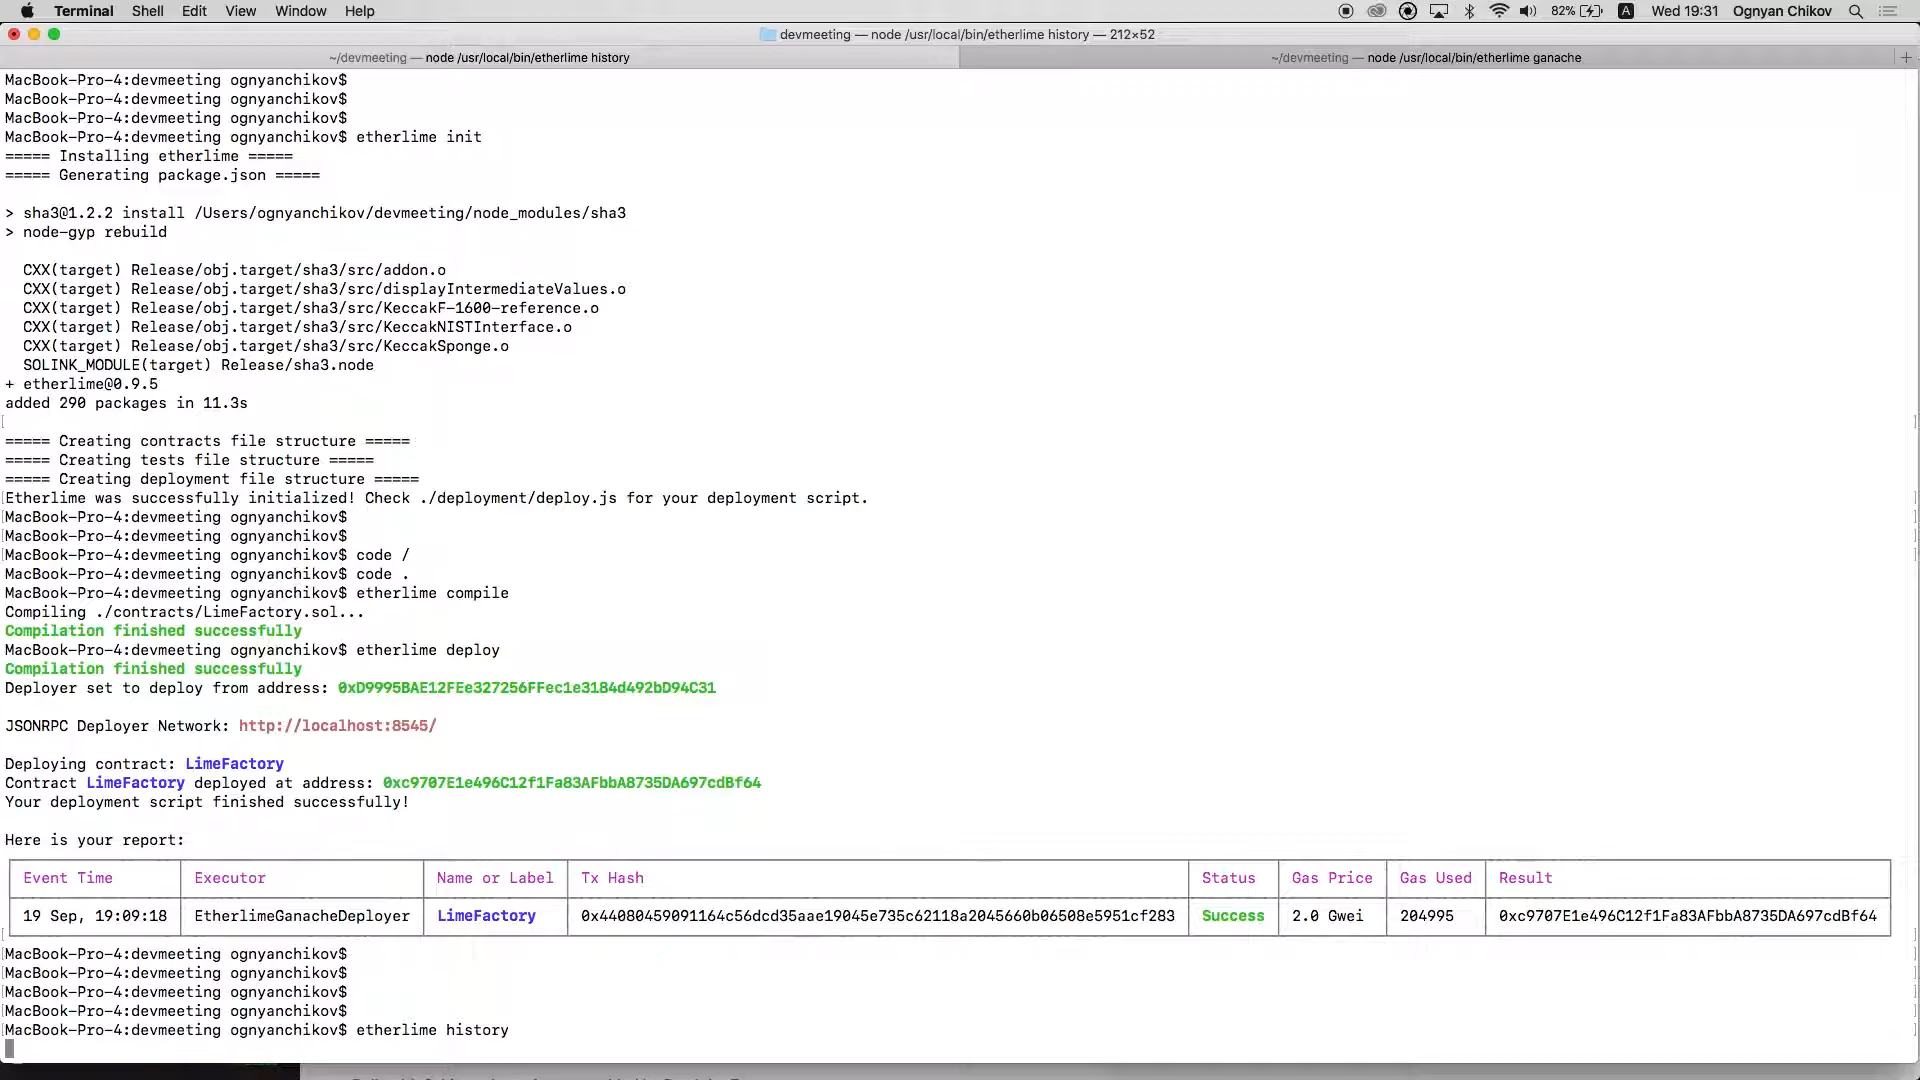 Terminal Shell Edit View Window Help 82% A Wed 19:31 Ognyan Chikov
devmeeting — node /usr/local/bin/etherlime history — 212×52
~/devmeeting — node /usr/local/bin/etherlime history ~/devmeeting — node /usr/local/bin/etherlime ganache +
MacBook-Pro-4:devmeeting ognyanchikov$
MacBook-Pro-4:devmeeting ognyanchikov$
MacBook-Pro-4:devmeeting ognyanchikov$
MacBook-Pro-4:devmeeting ognyanchikov$ etherlime init
===== Installing etherlime =====
===== Generating package.json =====
> sha3@1.2.2 install /Users/ognyanchikov/devmeeting/node_modules/sha3
> node-gyp rebuild
CXX(target) Release/obj.target/sha3/src/addon.o
CXX(target) Release/obj.target/sha3/src/displayIntermediateValues.o
CXX(target) Release/obj.target/sha3/src/KeccakF-1600-reference.o
CXX(target) Release/obj.target/sha3/src/KeccakNISTInterface.o
CXX(target) Release/obj.target/sha3/src/KeccakSponge.o
SOLINK_MODULE(target) Release/sha3.node
+ etherlime@0.9.5
added 290 packages in 11.3s
===== Creating contracts file structure =====
===== Creating tests file structure =====
===== Creating deployment file structure =====
Etherlime was successfully initialized! Check ./deployment/deploy.js for your deployment script.
MacBook-Pro-4:devmeeting ognyanchikov$
MacBook-Pro-4:devmeeting ognyanchikov$
MacBook-Pro-4:devmeeting ognyanchikov$ code /
MacBook-Pro-4:devmeeting ognyanchikov$ code .
MacBook-Pro-4:devmeeting ognyanchikov$ etherlime compile
Compiling ./contracts/LimeFactory.sol...
Compilation finished successfully
MacBook-Pro-4:devmeeting ognyanchikov$ etherlime deploy
Compilation finished successfully
Deployer set to deploy from address: 0xD9995BAE12FEe327256FFec1e3184d492bD94C31
JSONRPC Deployer Network: http://localhost:8545/
Deploying contract: LimeFactory
Contract LimeFactory deployed at address: 0xc9707E1e496C12f1Fa83AFbbA8735DA697cdBf64
Your deployment script finished successfully!
Here is your report:
Event Time Executor Name or Label Tx Hash Status Gas Price Gas Used Result
19 Sep, 19:09:18 EtherlimeGanacheDeployer LimeFactory 0x44080459091164c56dcd35aae19045e735c62118a2045660b06508e5951cf283 Success 2.0 Gwei 204995 0xc9707E1e496C12f1Fa83AFbbA8735DA697cdBf64
MacBook-Pro-4:devmeeting ognyanchikov$
MacBook-Pro-4:devmeeting ognyanchikov$
MacBook-Pro-4:devmeeting ognyanchikov$
MacBook-Pro-4:devmeeting ognyanchikov$
MacBook-Pro-4:devmeeting ognyanchikov$ etherlime history